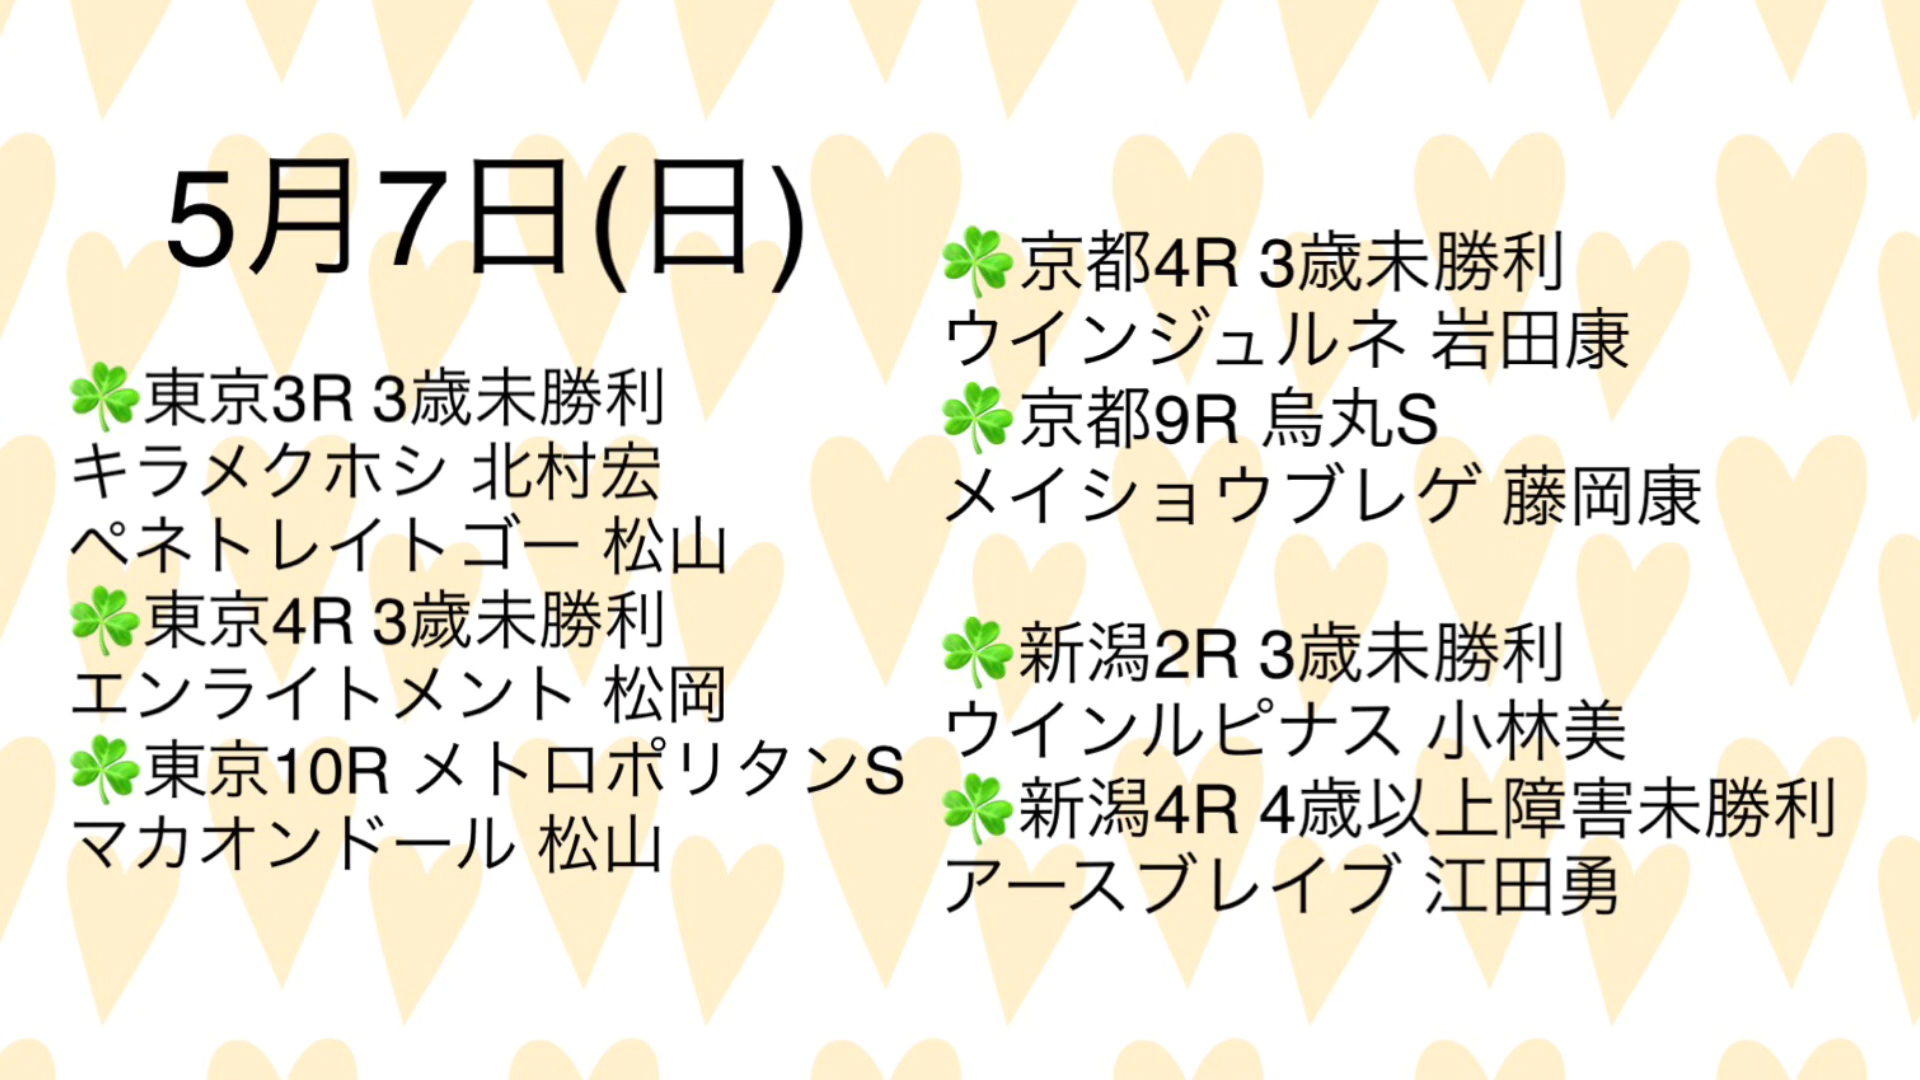 5月7日(日)
☘️東京3R 3歳未勝利
キラメクホシ 北村宏
ペネトレイトゴー 松山
☘️東京4R 3歳未勝利
エンライトメント 松岡
☘️東京10R メトロポリタンS
マカオンドール 松山
☘️京都4R 3歳未勝利
ウインジュルネ 岩田康
☘️京都9R 烏丸S
メイショウブレゲ 藤岡康
☘️新潟2R 3歳未勝利
ウインルピナス 小林美
☘️新潟4R 4歳以上障害未勝利
アースブレイブ 江田勇